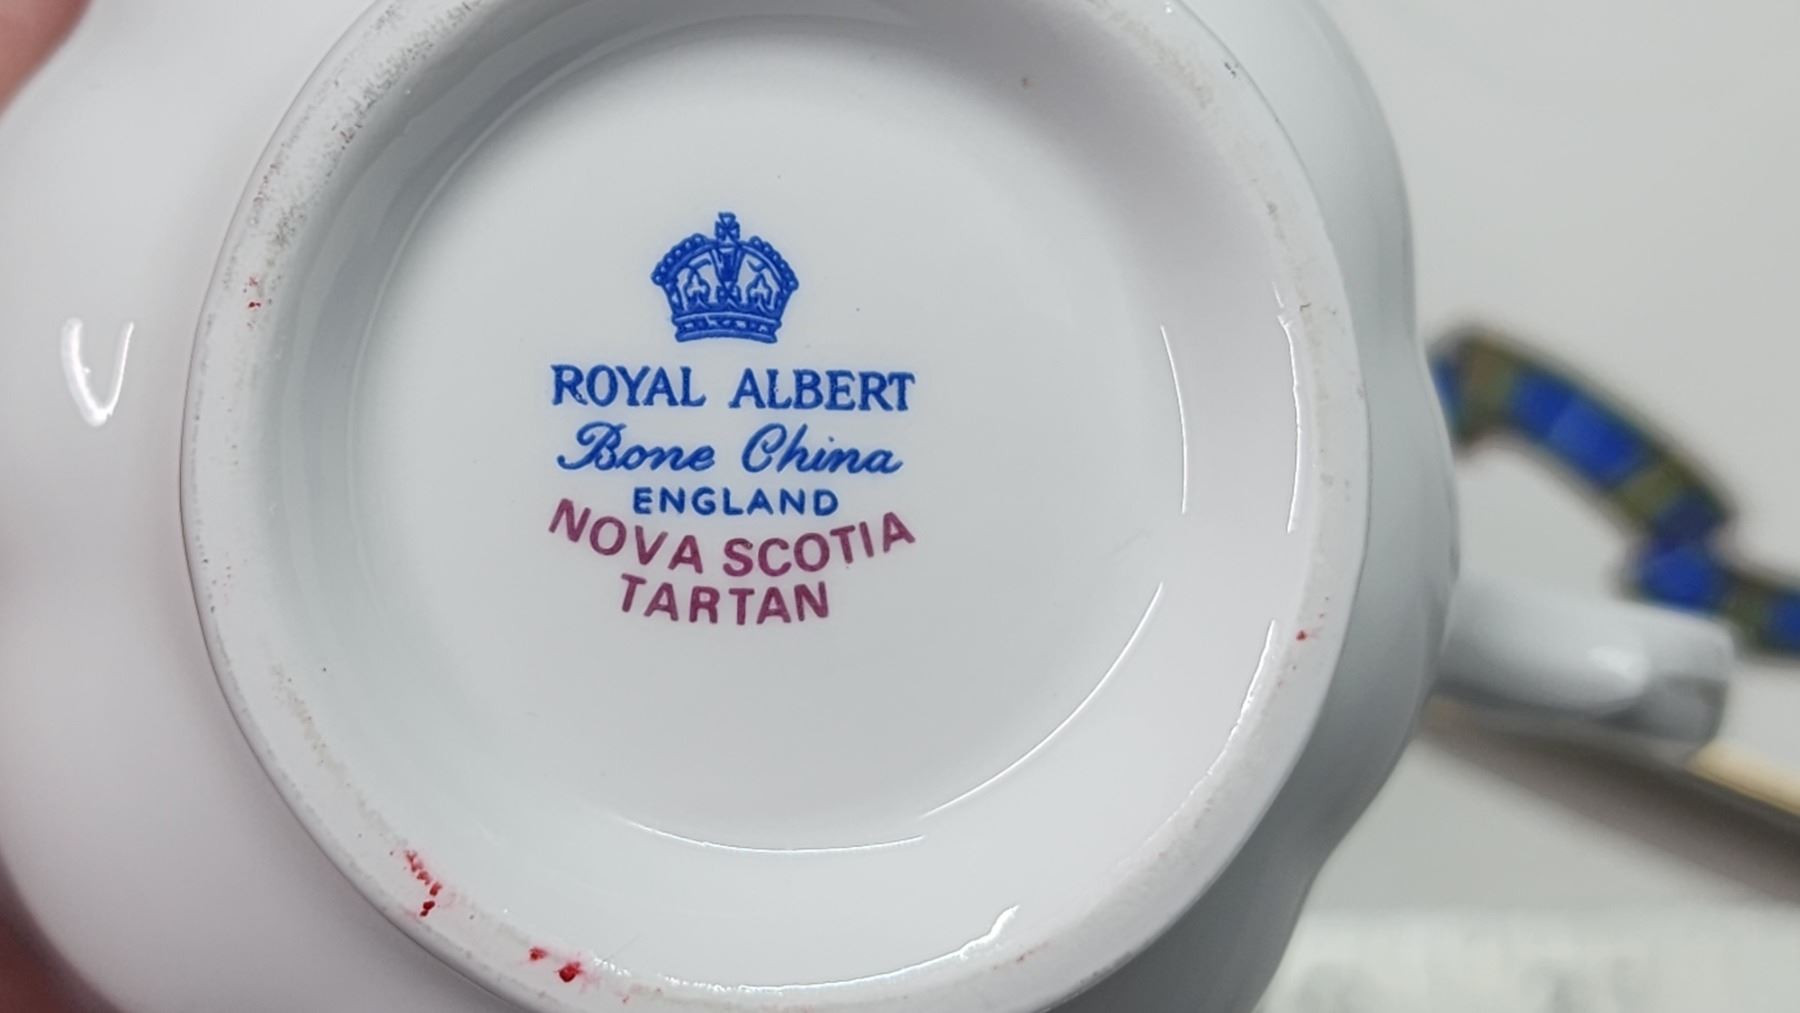 ROYAL ALBERT
Bone China
ENGLAND
NOVA SCOTIA
TARTAN